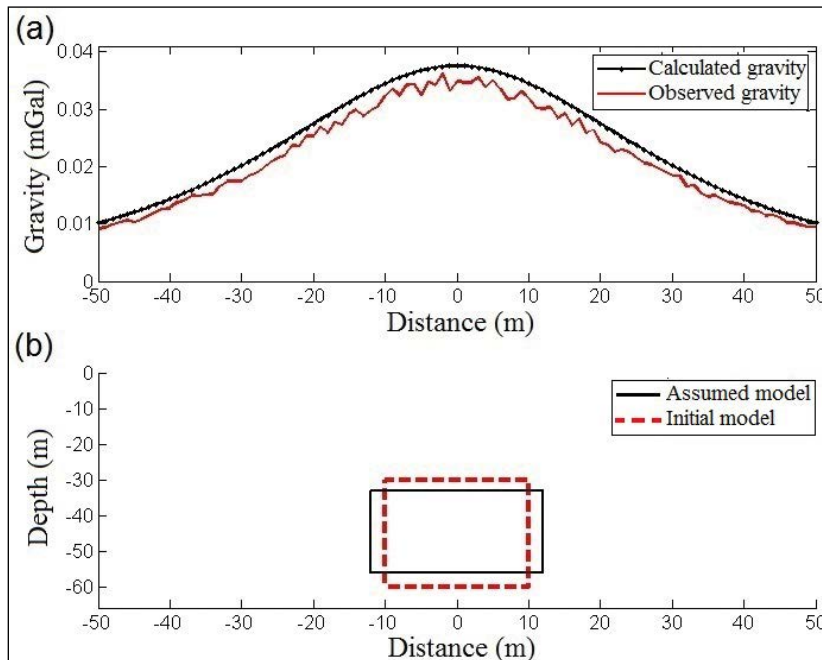 (a)
0.04
0.03
0.02
0.01
0
Gravity (mGal)
Calculated gravity
Observed gravity
-50 -40 -30 -20 -10 0 10 20 30 40 50
Distance (m)
(b)
0
-10
-20
-30
-40
-50
-60
Depth (m)
Assumed model
Initial model
-50 -40 -30 -20 -10 0 10 20 30 40 50
Distance (m)